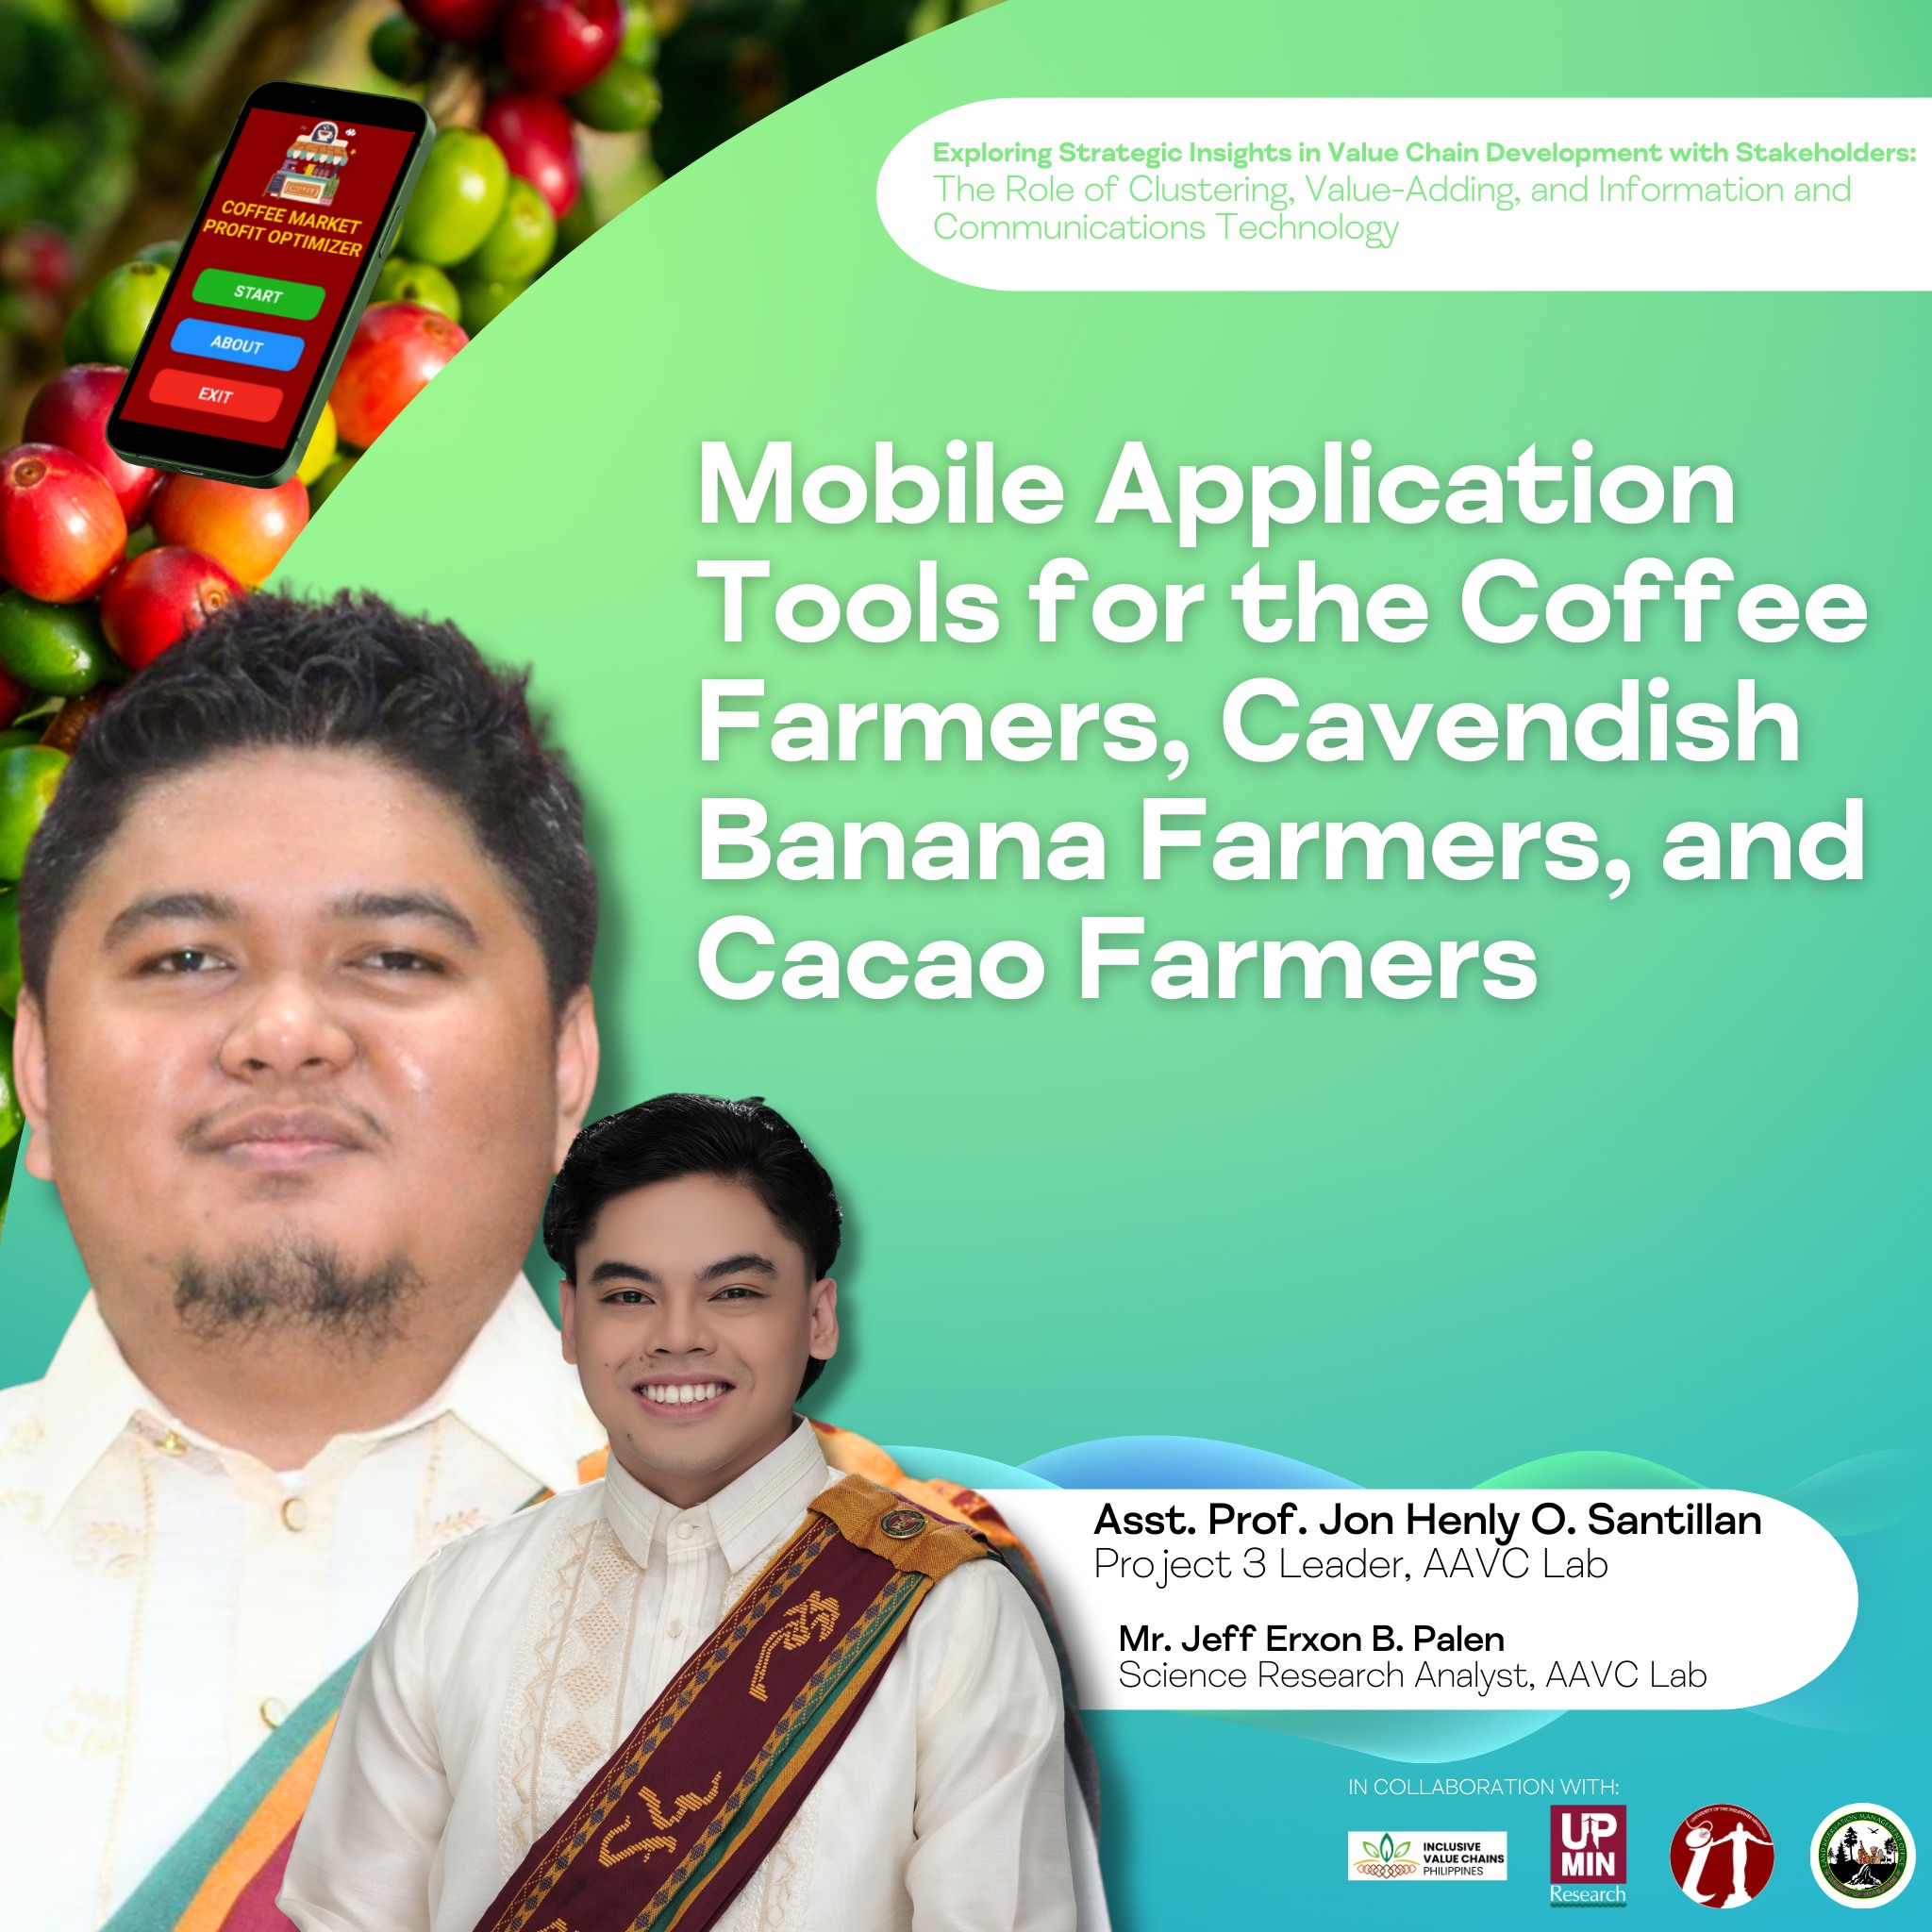 COFFEE MARKET
PROFIT OPTIMIZER
START
ABOUT
EXIT
Exploring Strategic Insights in Value Chain Development with Stakeholders:
The Role of Clustering, Value-Adding, and Information and
Communications Technology
Mobile Application
Tools for the Coffee
Farmers, Cavendish
Banana Farmers, and
Cacao Farmers
Asst. Prof. Jon Henly O. Santillan
Project 3 Leader, AAVC Lab
Mr. Jeff Erxon B. Palen
Science Research Analyst, AAVC Lab
IN COLLABORATION WITH:
INCLUSIVE
VALUE CHAINS
PHILIPPINES
UP
MIN
Research